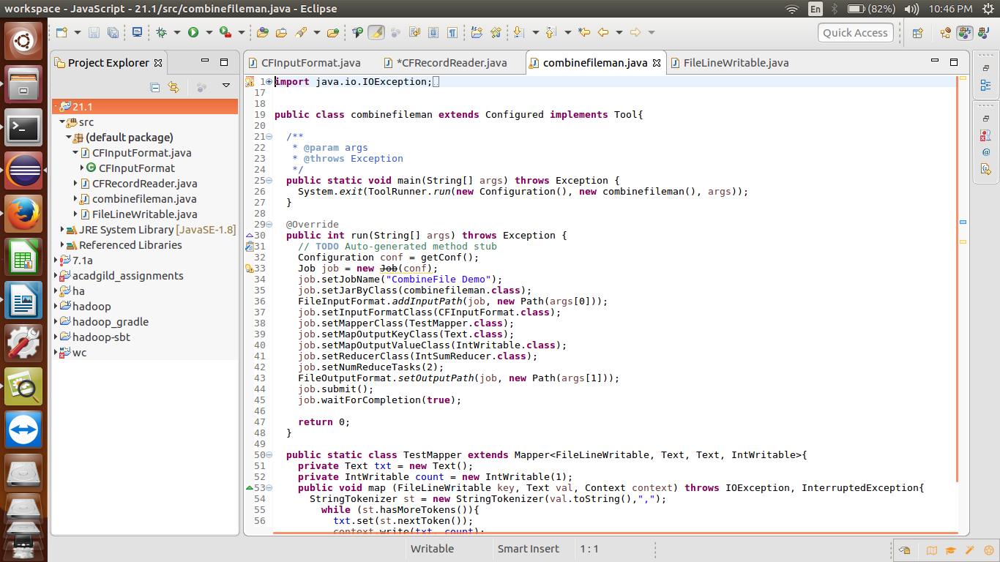 workspace - JavaScript - 21.1/src/combinefileman.java - Eclipse
En
(82%)
10:46 PM
Quick Access
Project Explorer
21.1
src
(default package)
CFInputFormat.java
CFInputFormat
CFRecordReader.java
combinefileman.java
FileLineWritable.java
JRE System Library [JavaSE-1.8]
Referenced Libraries
7.1a
acadgild_assignments
ha
hadoop
hadoop_gradle
hadoop-sbt
wc
CFInputFormat.java
*CFRecordReader.java
combinefileman.java
FileLineWritable.java
1 import java.io.IOException;
17
18
19 public class combinefileman extends Configured implements Tool{
20
21 /**
22 * @param args
23 * @throws Exception
24 */
25 public static void main(String[] args) throws Exception {
26 System.exit(ToolRunner.run(new Configuration(), new combinefileman(), args));
27 }
28
29 @Override
30 public int run(String[] args) throws Exception {
31 // TODO Auto-generated method stub
32 Configuration conf = getConf();
33 Job job = new Job(conf);
34 job.setJobName("CombineFile Demo");
35 job.setJarByClass(combinefileman.class);
36 FileInputFormat.addInputPath(job, new Path(args[0]));
37 job.setInputFormatClass(CFInputFormat.class);
38 job.setMapperClass(TestMapper.class);
39 job.setMapOutputKeyClass(Text.class);
40 job.setMapOutputValueClass(IntWritable.class);
41 job.setReducerClass(IntSumReducer.class);
42 job.setNumReduceTasks(2);
43 FileOutputFormat.setOutputPath(job, new Path(args[1]));
44 job.submit();
45 job.waitForCompletion(true);
46
47 return 0;
48 }
49
50 public static class TestMapper extends Mapper<FileLineWritable, Text, Text, IntWritable>{
51 private Text txt = new Text();
52 private IntWritable count = new IntWritable(1);
53 public void map (FileLineWritable key, Text val, Context context) throws IOException, InterruptedException{
54 StringTokenizer st = new StringTokenizer(val.toString(),",");
55 while (st.hasMoreTokens()){
56 txt.set(st.nextToken());
context.write(txt, count);
Writable
Smart Insert
1 : 1